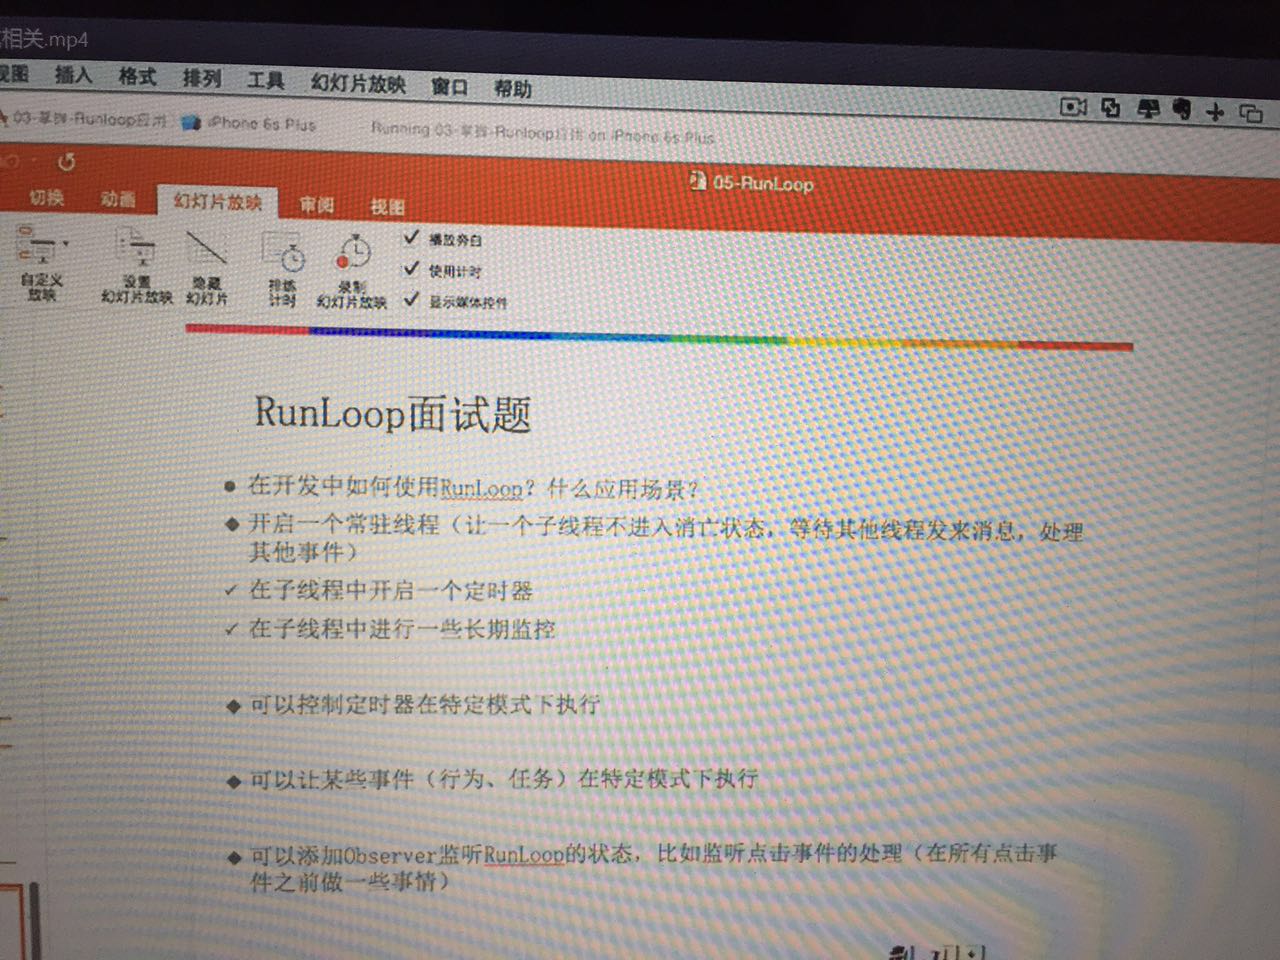 相关.mp4
视图 插入 格式 排列 工具 幻灯片放映 窗口 帮助
03-掌握-Runloop应用 iPhone 6s Plus Running 03-掌握-Runloop应用 on iPhone 6s Plus
05-RunLoop
切换 动画 幻灯片放映 审阅 视图
自定义
放映
设置
幻灯片放映
隐藏
幻灯片
排练
计时
录制
幻灯片放映
播放旁白
使用计时
显示媒体控件
RunLoop面试题
● 在开发中如何使用RunLoop？什么应用场景？
◆ 开启一个常驻线程（让一个子线程不进入消亡状态，等待其他线程发来消息，处理
其他事件）
✓ 在子线程中开启一个定时器
✓ 在子线程中进行一些长期监控
◆ 可以控制定时器在特定模式下执行
◆ 可以让某些事件（行为、任务）在特定模式下执行
◆ 可以添加Observer监听RunLoop的状态，比如监听点击事件的处理（在所有点击事
件之前做一些事情）